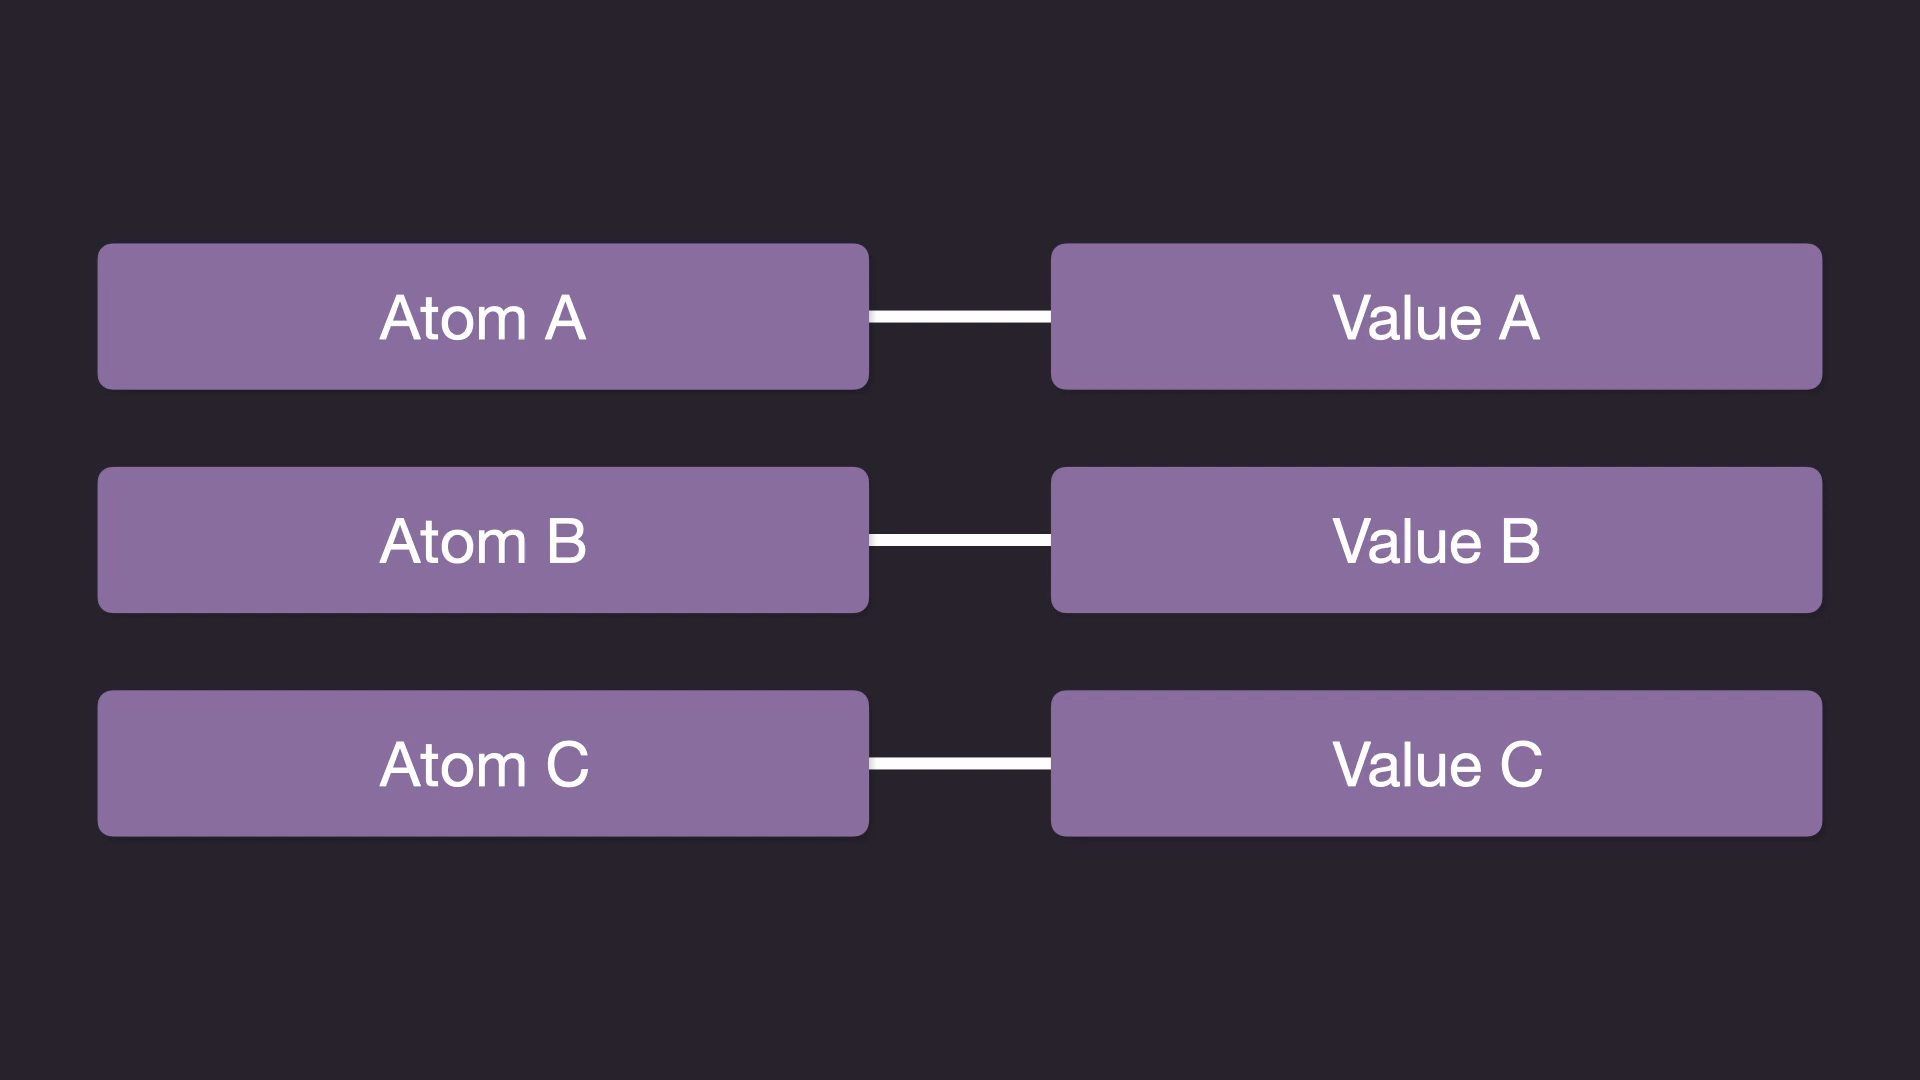 Atom A
Value A
Atom B
Value B
Atom C
Value C